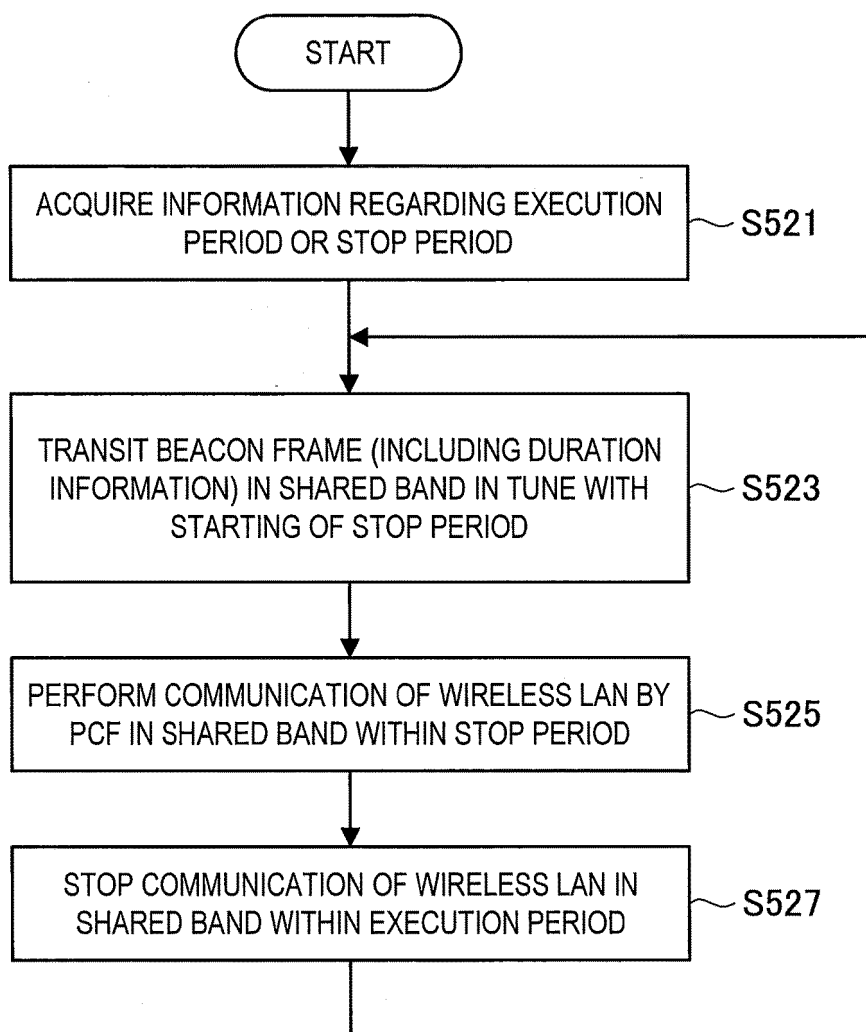 START
ACQUIRE INFORMATION REGARDING EXECUTION
PERIOD OR STOP PERIOD
S521
TRANSIT BEACON FRAME (INCLUDING DURATION
INFORMATION) IN SHARED BAND IN TUNE WITH
STARTING OF STOP PERIOD
S523
PERFORM COMMUNICATION OF WIRELESS LAN BY
PCF IN SHARED BAND WITHIN STOP PERIOD
S525
STOP COMMUNICATION OF WIRELESS LAN IN
SHARED BAND WITHIN EXECUTION PERIOD
S527